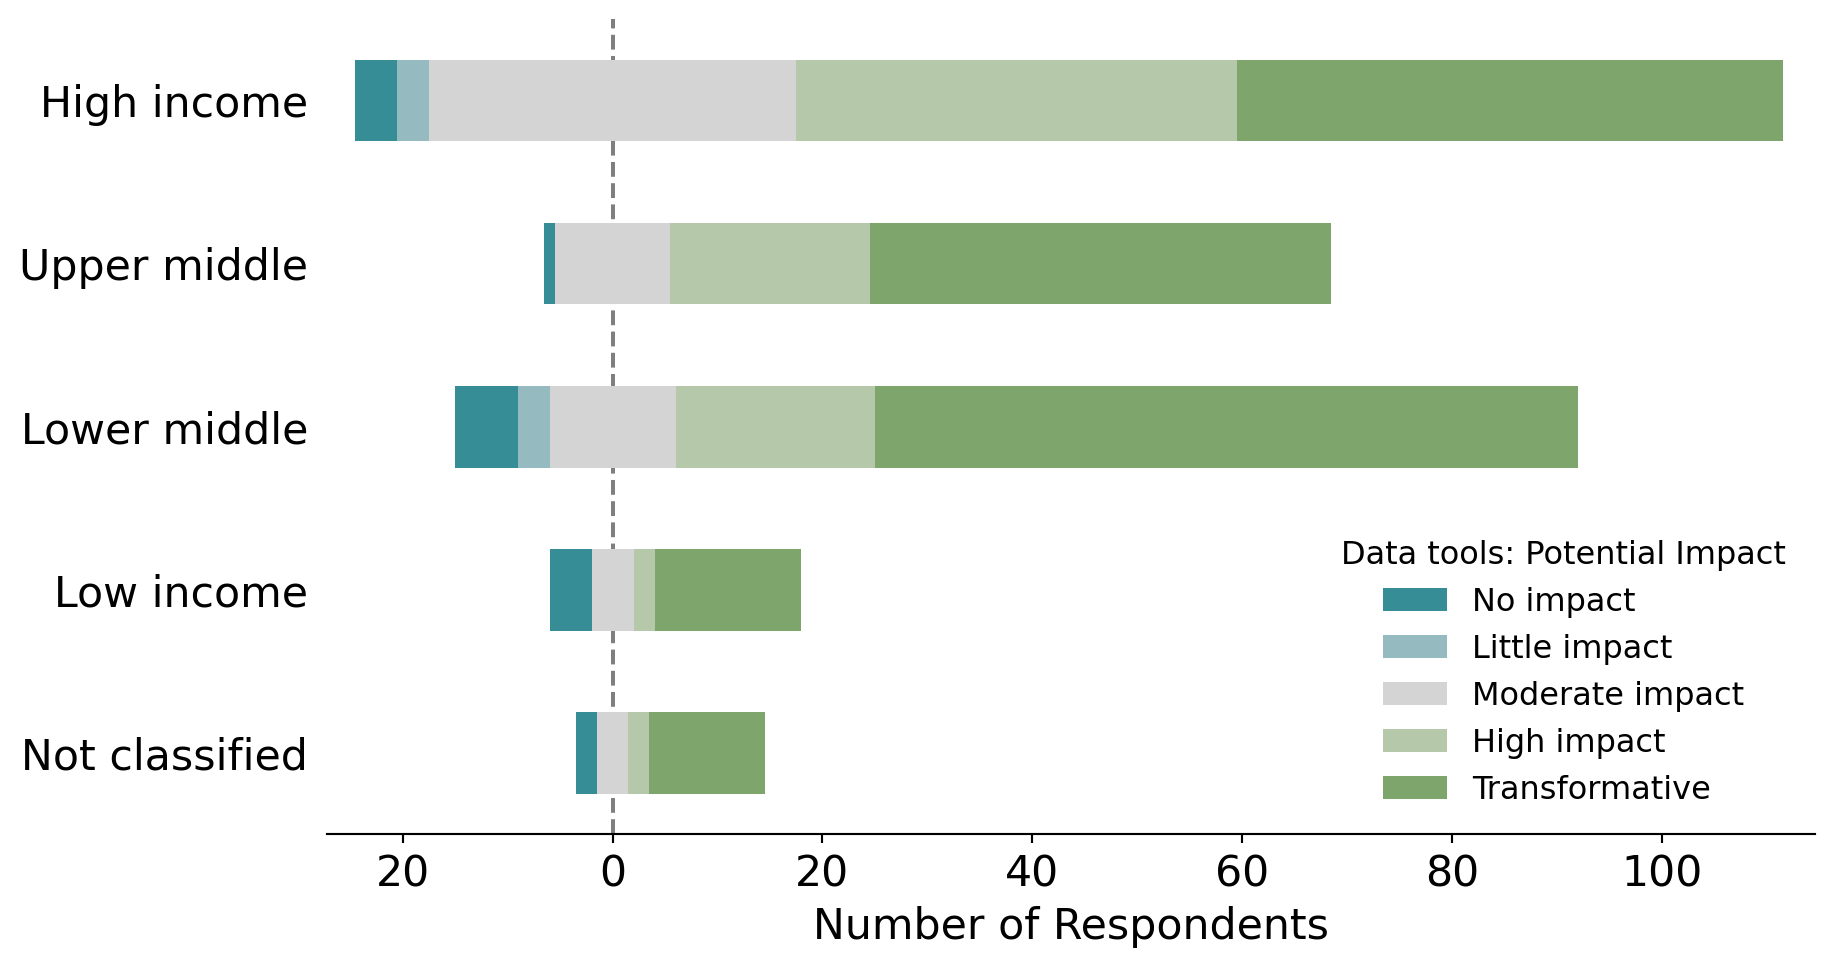 High income
Upper middle
Lower middle
Low income
Not classified
Data tools: Potential Impact
No impact
Little impact
Moderate impact
High impact
Transformative
20 0 20 40 60 80 100
Number of Respondents